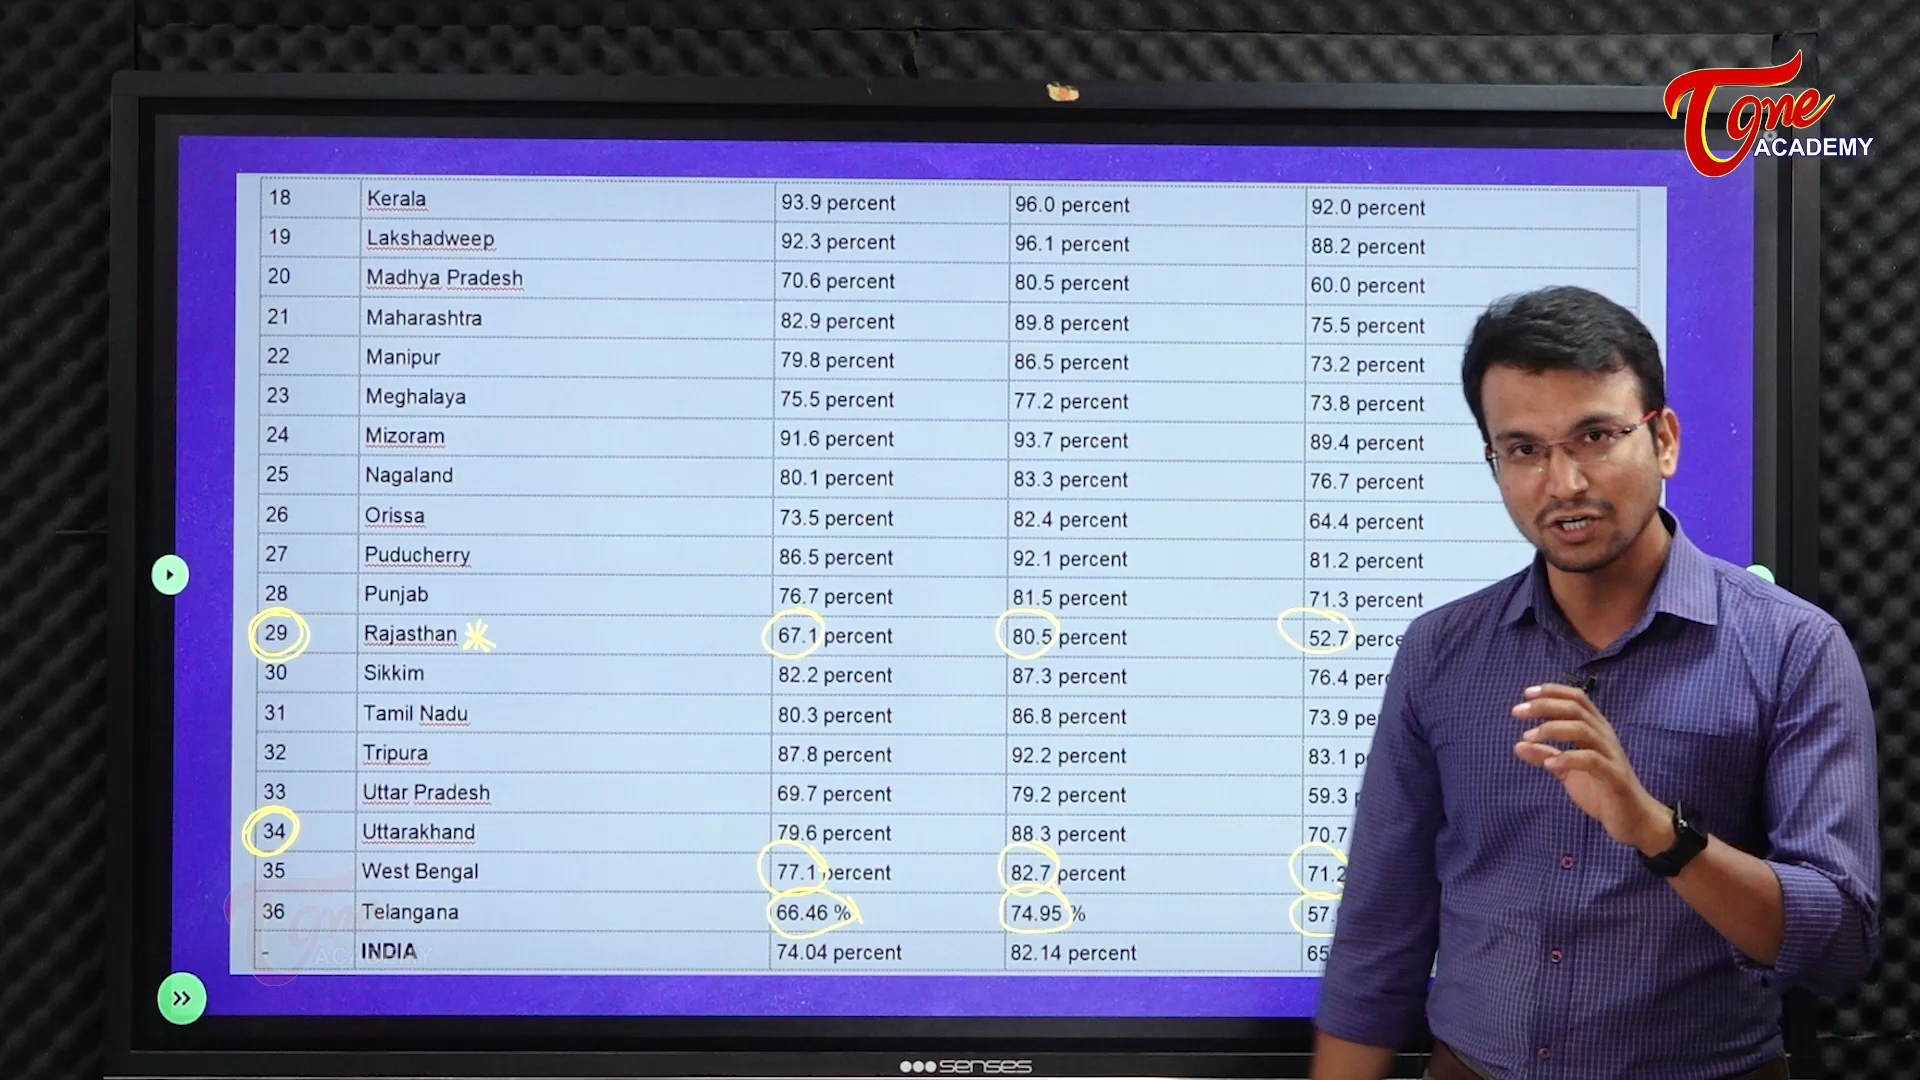 Tone
ACADEMY
18 Kerala 93.9 percent 96.0 percent 92.0 percent
19 Lakshadweep 92.3 percent 96.1 percent 88.2 percent
20 Madhya Pradesh 70.6 percent 80.5 percent 60.0 percent
21 Maharashtra 82.9 percent 89.8 percent 75.5 percent
22 Manipur 79.8 percent 86.5 percent 73.2 percent
23 Meghalaya 75.5 percent 77.2 percent 73.8 percent
24 Mizoram 91.6 percent 93.7 percent 89.4 percent
25 Nagaland 80.1 percent 83.3 percent 76.7 percent
26 Orissa 73.5 percent 82.4 percent 64.4 percent
27 Puducherry 86.5 percent 92.1 percent 81.2 percent
28 Punjab 76.7 percent 81.5 percent 71.3 percent
29 Rajasthan 67.1 percent 80.5 percent 52.7
30 Sikkim 82.2 percent 87.3 percent 76.4
31 Tamil Nadu 80.3 percent 86.8 percent 73.9
32 Tripura 87.8 percent 92.2 percent 83.1
33 Uttar Pradesh 69.7 percent 79.2 percent 59.3
34 Uttarakhand 79.6 percent 88.3 percent 70.7
35 West Bengal 77.1 percent 82.7 percent 71.2
36 Telangana 66.46 % 74.95 % 57.
- INDIA 74.04 percent 82.14 percent 65
Tone
ACADEMY
senses